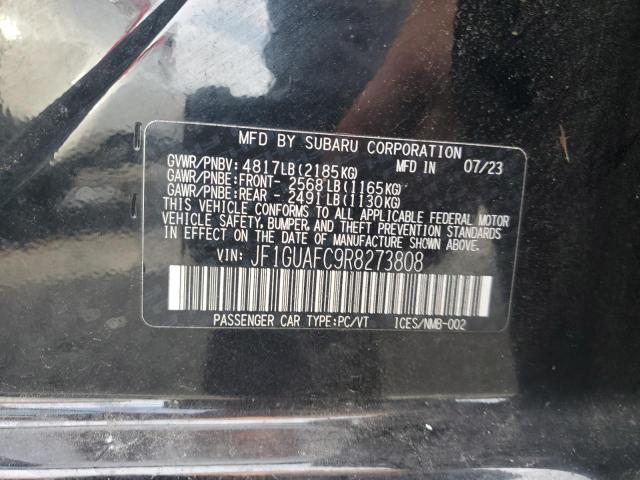 MFD BY SUBARU CORPORATION
GVWR/PNBV: 4817LB(2185KG) MFD IN 07/23
GAWR/PNBE:FRONT- 2568LB(1165KG)
GAWR/PNBE:REAR - 2491LB(1130KG)
THIS VEHICLE CONFORMS TO ALL APPLICABLE FEDERAL MOTOR
VEHICLE SAFETY, BUMPER, AND THEFT PREVENTION STANDARDS
IN EFFECT ON THE DATE OF MANUFACTURE SHOWN ABOVE.
VIN: JF1GUAFC9R8273808
PASSENGER CAR TYPE:PC/VT ICES/NMB-002